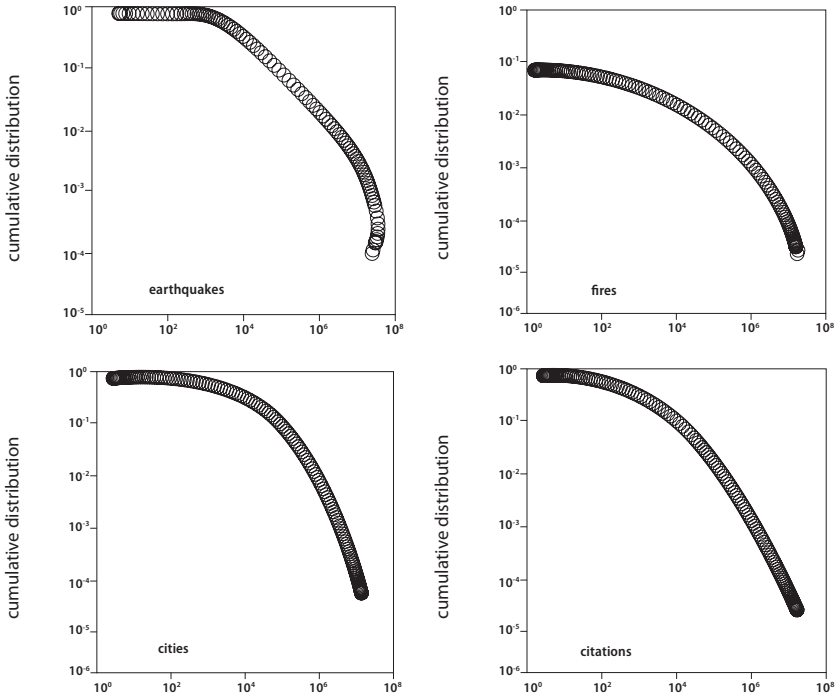 cumulative distribution
10⁰
10⁻¹
10⁻²
10⁻³
10⁻⁴
10⁻⁵
earthquakes
10⁰ 10² 10⁴ 10⁶ 10⁸
cumulative distribution
10⁰
10⁻¹
10⁻²
10⁻³
10⁻⁴
10⁻⁵
10⁻⁶
fires
10⁰ 10² 10⁴ 10⁶ 10⁸
cumulative distribution
10⁰
10⁻¹
10⁻²
10⁻³
10⁻⁴
10⁻⁵
10⁻⁶
cities
10⁰ 10² 10⁴ 10⁶ 10⁸
cumulative distribution
10⁰
10⁻¹
10⁻²
10⁻³
10⁻⁴
10⁻⁵
10⁻⁶
citations
10⁰ 10² 10⁴ 10⁶ 10⁸